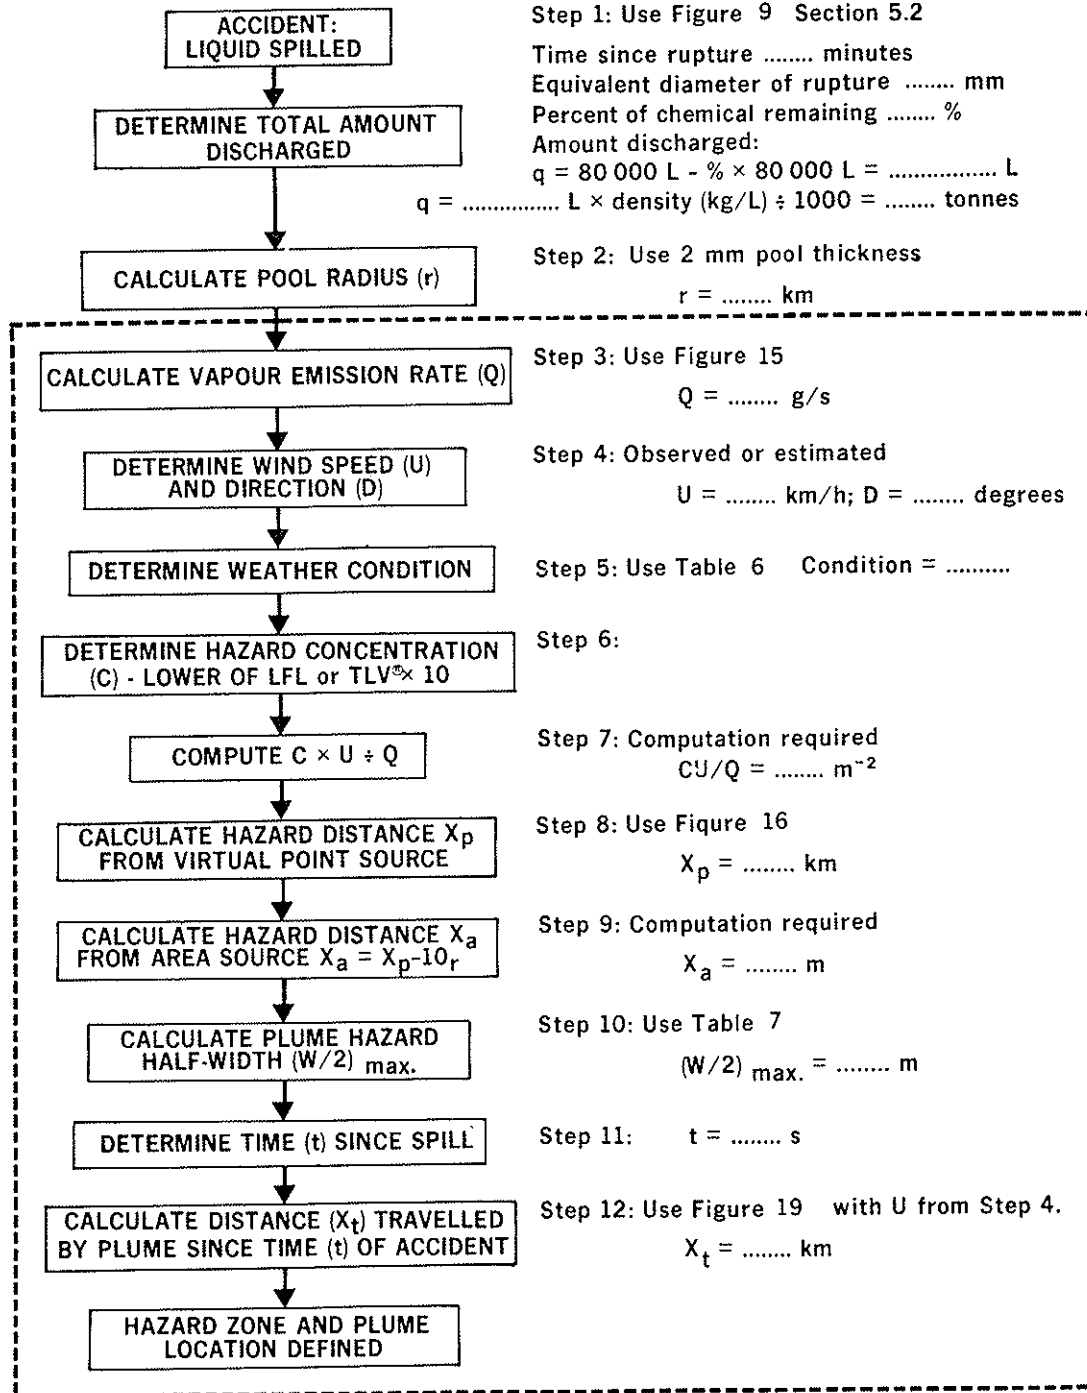 ACCIDENT:
LIQUID SPILLED
Step 1: Use Figure 9 Section 5.2
Time since rupture ........ minutes
Equivalent diameter of rupture ........ mm
Percent of chemical remaining ........ %
DETERMINE TOTAL AMOUNT
DISCHARGED
Amount discharged:
q = 80 000 L - % × 80 000 L = ................. L
q = ............... L × density (kg/L) ÷ 1000 = ........ tonnes
CALCULATE POOL RADIUS (r)
Step 2: Use 2 mm pool thickness
r = ........ km
CALCULATE VAPOUR EMISSION RATE (Q)
Step 3: Use Figure 15
Q = ........ g/s
DETERMINE WIND SPEED (U)
AND DIRECTION (D)
Step 4: Observed or estimated
U = ........ km/h; D = ........ degrees
DETERMINE WEATHER CONDITION
Step 5: Use Table 6 Condition = ..........
DETERMINE HAZARD CONCENTRATION
(C) - LOWER OF LFL or TLV®× 10
Step 6:
COMPUTE C × U ÷ Q
Step 7: Computation required
CU/Q = ........ m⁻²
CALCULATE HAZARD DISTANCE Xp
FROM VIRTUAL POINT SOURCE
Step 8: Use Figure 16
Xp = ........ km
CALCULATE HAZARD DISTANCE Xa
FROM AREA SOURCE Xa = Xp-10r
Step 9: Computation required
Xa = ........ m
CALCULATE PLUME HAZARD
HALF-WIDTH (W/2) max.
Step 10: Use Table 7
(W/2) max. = ........ m
DETERMINE TIME (t) SINCE SPILL
Step 11: t = ........ s
CALCULATE DISTANCE (Xt) TRAVELLED
BY PLUME SINCE TIME (t) OF ACCIDENT
Step 12: Use Figure 19 with U from Step 4.
Xt = ........ km
HAZARD ZONE AND PLUME
LOCATION DEFINED